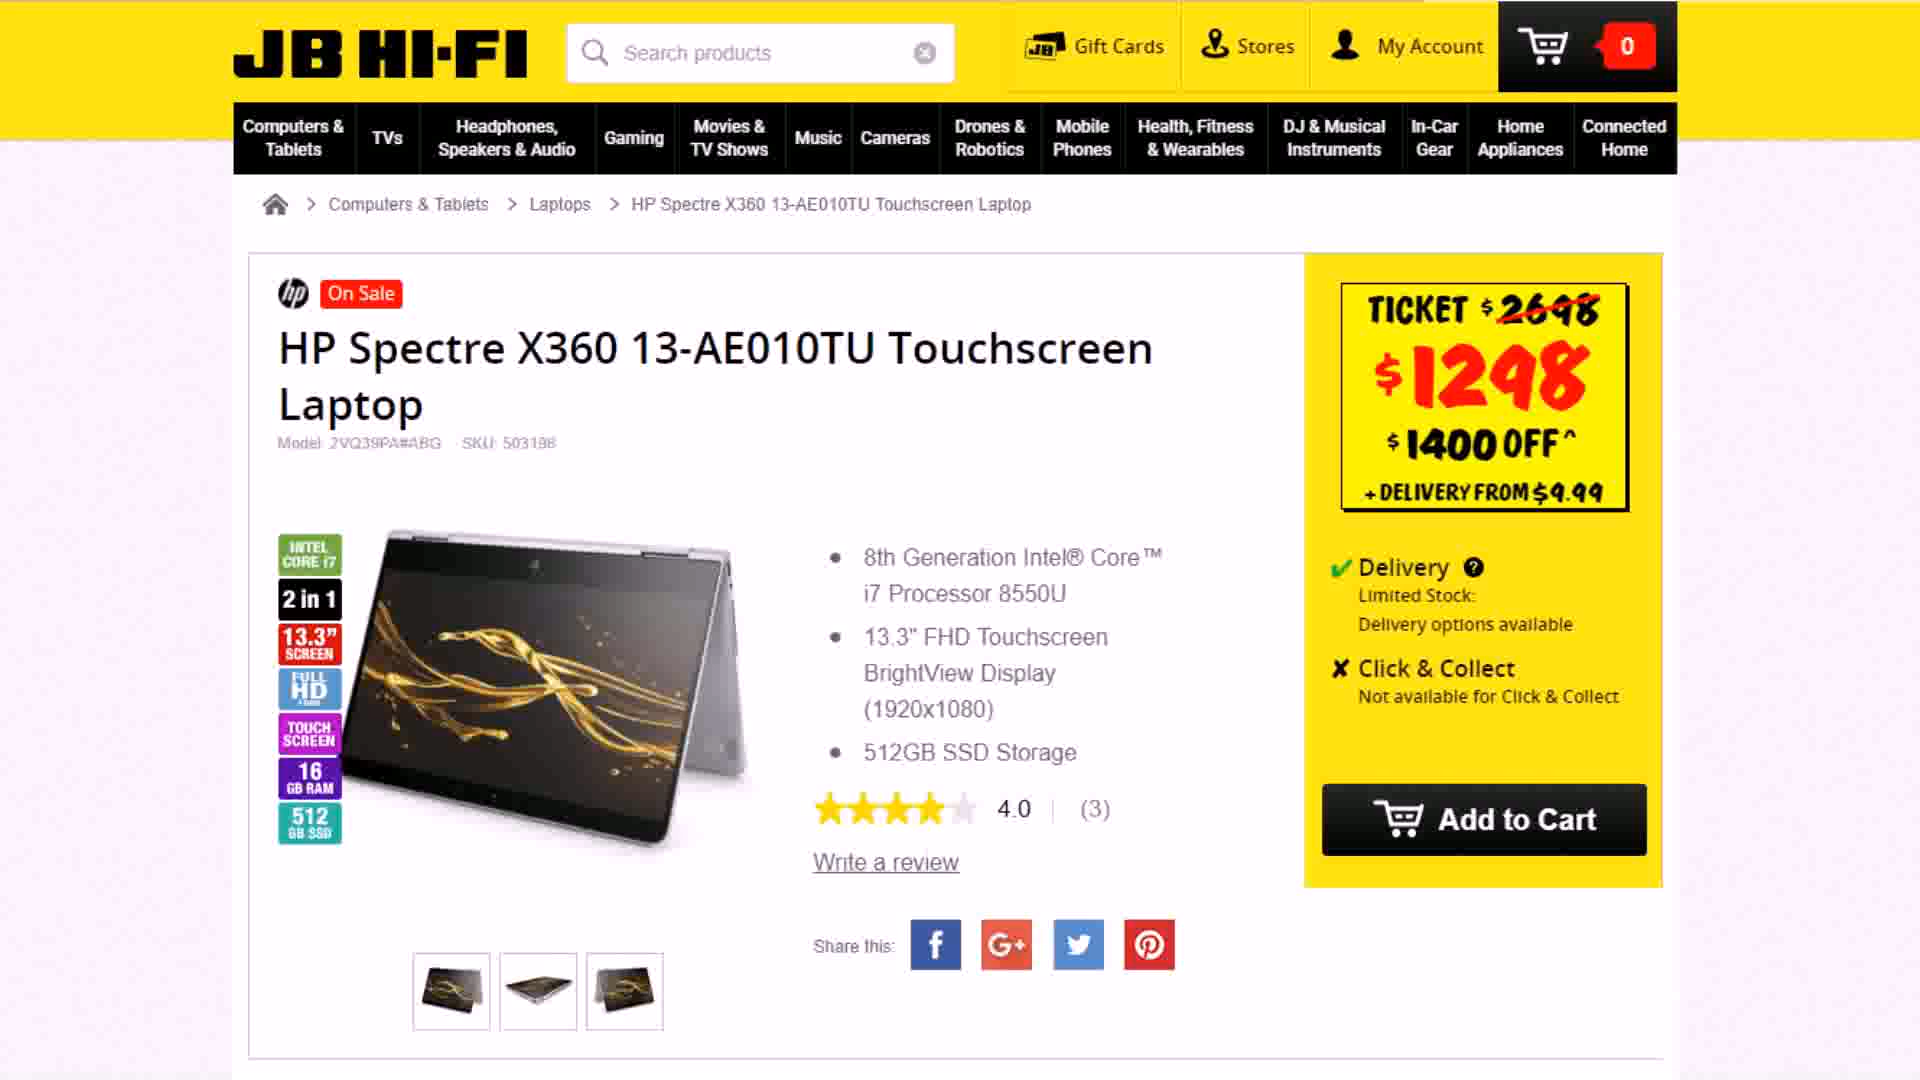 JB HI-FI
Search products
JB Gift Cards
Stores
My Account
0
Computers & Tablets
TVs
Headphones, Speakers & Audio
Gaming
Movies & TV Shows
Music
Cameras
Drones & Robotics
Mobile Phones
Health, Fitness & Wearables
DJ & Musical Instruments
In-Car Gear
Home Appliances
Connected Home
> Computers & Tablets > Laptops > HP Spectre X360 13-AE010TU Touchscreen Laptop
hp On Sale
HP Spectre X360 13-AE010TU Touchscreen
Laptop
Model: 2VQ39PA#ABG SKU: 503198
TICKET $2698
$1298
$1400 OFF^
+ DELIVERY FROM $9.99
✔ Delivery ?
Limited Stock:
Delivery options available
✘ Click & Collect
Not available for Click & Collect
Add to Cart
INTEL
CORE i7
2 in 1
13.3”
SCREEN
FULL
HD
TOUCH
SCREEN
16
GB RAM
512
GB SSD
• 8th Generation Intel® Core™
i7 Processor 8550U
• 13.3" FHD Touchscreen
BrightView Display
(1920x1080)
• 512GB SSD Storage
4.0 | (3)
Write a review
Share this: f G+